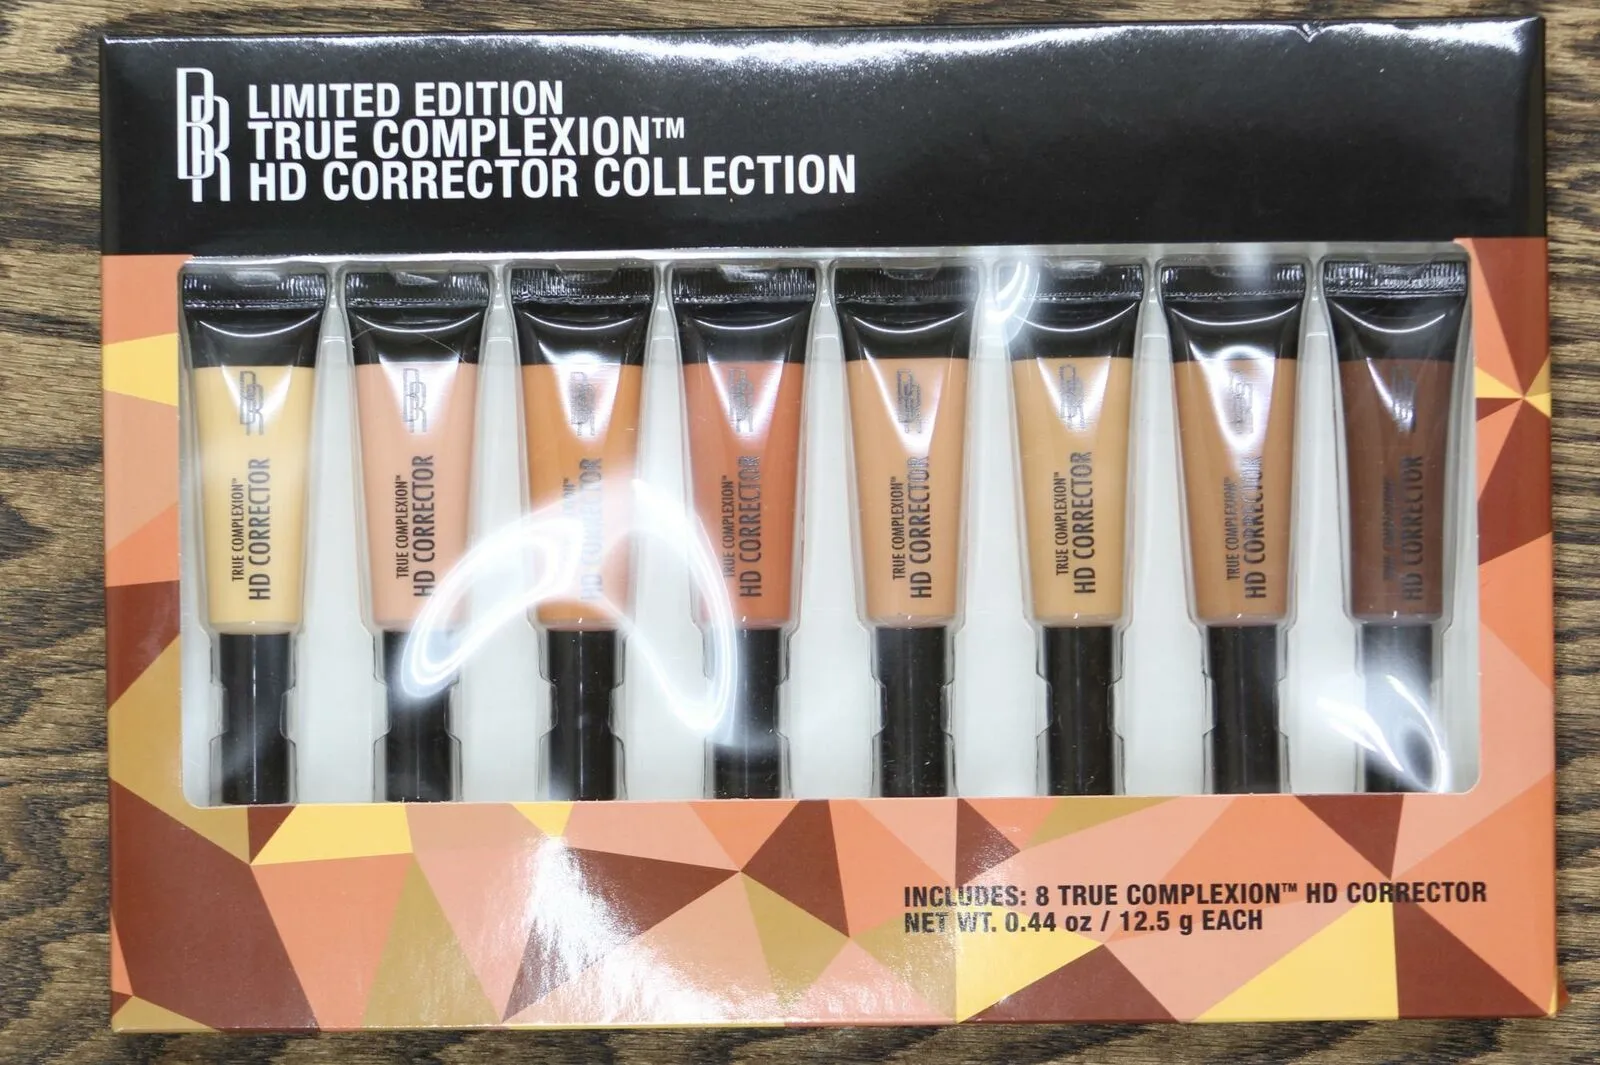 BR
LIMITED EDITION
TRUE COMPLEXION™
HD CORRECTOR COLLECTION
TRUE COMPLEXION™
HD CORRECTOR
TRUE COMPLEXION™
HD CORRECTOR
HD CORRECTOR
TRUE COMPLEXION™
HD CORRECTOR
TRUE COMPLEXION™
HD CORRECTOR
TRUE COMPLEXION™
HD CORRECTOR
TRUE COMPLEXION™
HD CORRECTOR
HD CORRECTOR
INCLUDES: 8 TRUE COMPLEXION™ HD CORRECTOR
NET WT. 0.44 oz / 12.5 g EACH